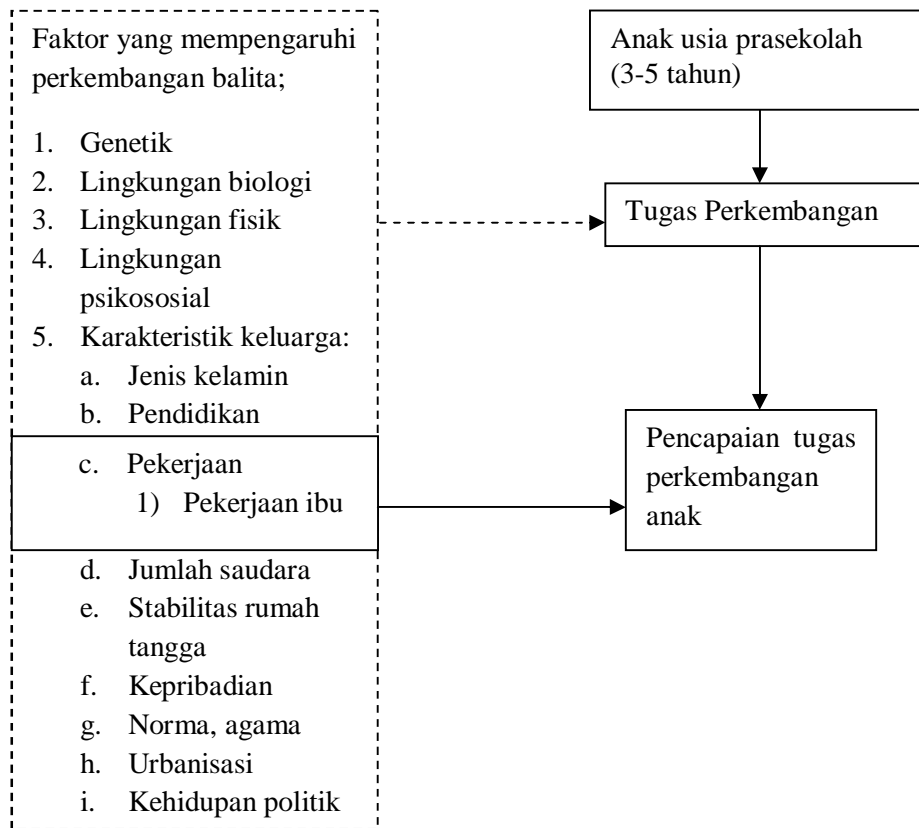 Faktor yang mempengaruhi
perkembangan balita;
1. Genetik
2. Lingkungan biologi
3. Lingkungan fisik
4. Lingkungan
psikososial
5. Karakteristik keluarga:
a. Jenis kelamin
b. Pendidikan
c. Pekerjaan
1) Pekerjaan ibu
d. Jumlah saudara
e. Stabilitas rumah
tangga
f. Kepribadian
g. Norma, agama
h. Urbanisasi
i. Kehidupan politik
Anak usia prasekolah
(3-5 tahun)
Tugas Perkembangan
Pencapaian tugas
perkembangan
anak